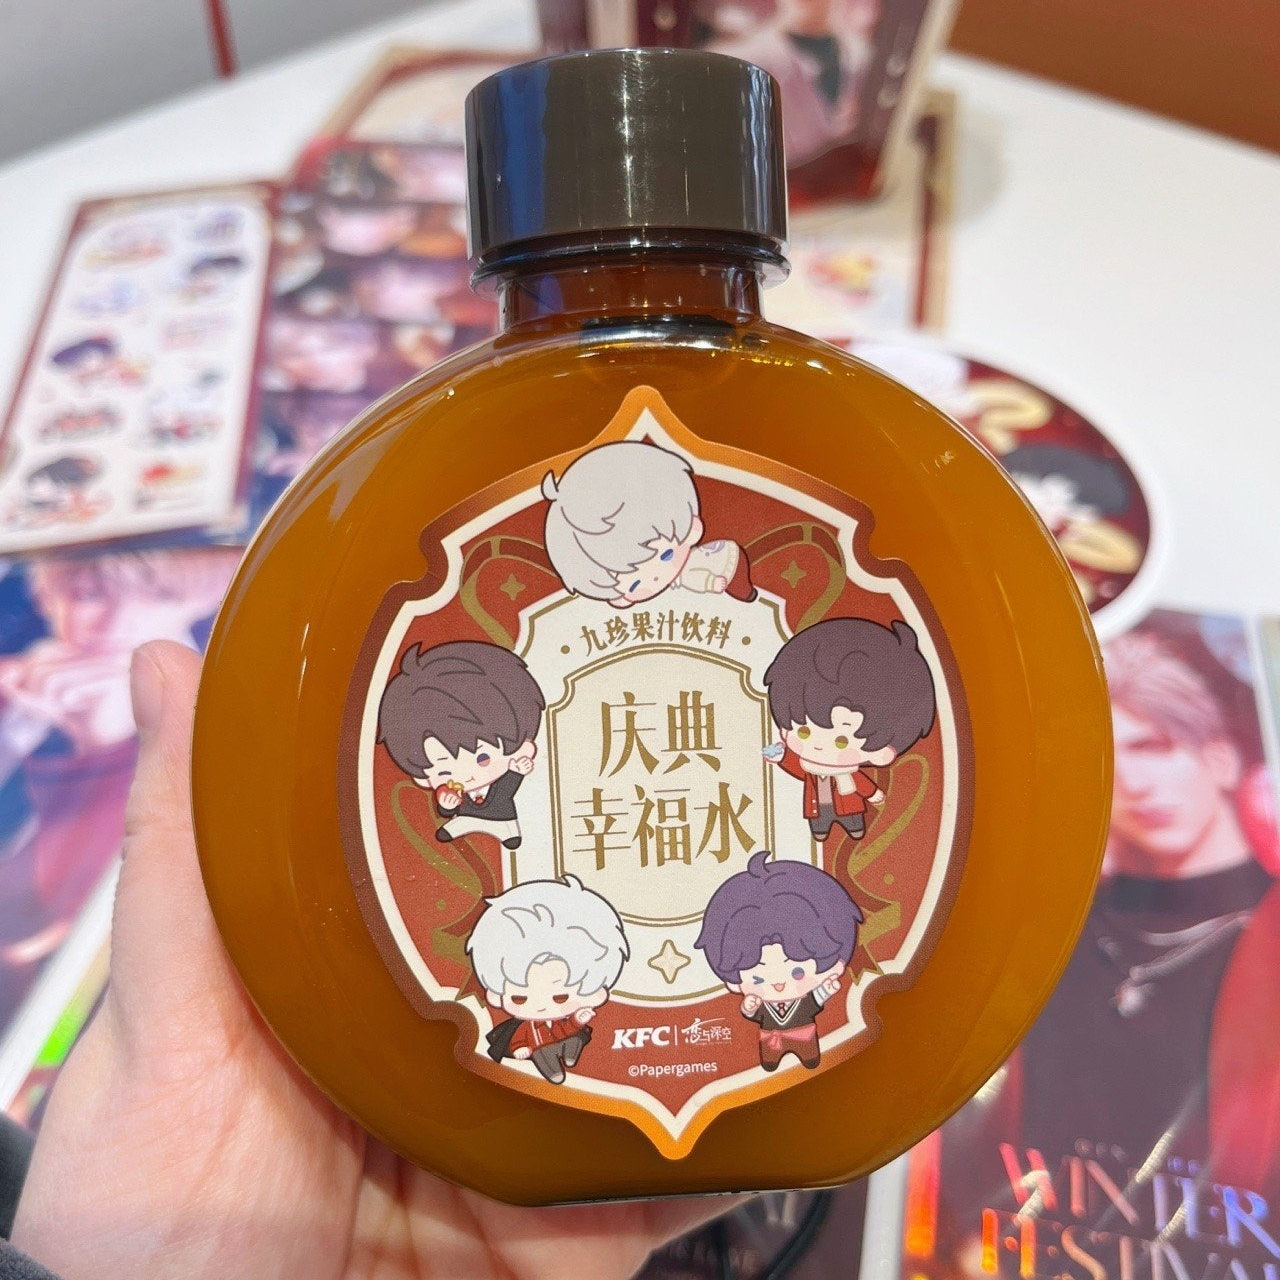 ·九珍果汁饮料·
庆典
幸福水
KFC | 恋与深空
©Papergames
WINTER
FESTIVAL